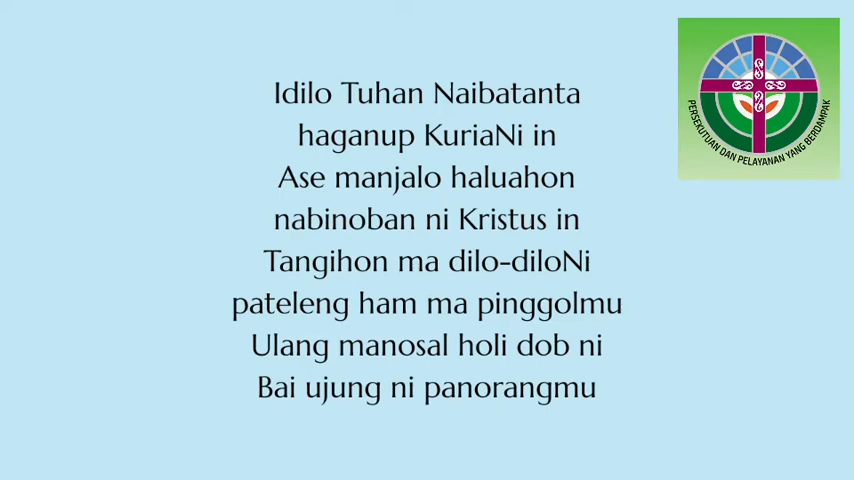 Idilo Tuhan Naibatanta
haganup KuriaNi in
Ase manjalo haluahon
nabinoban ni Kristus in
Tangihon ma dilo-diloNi
pateleng ham ma pinggolmu
Ulang manosal holi dob ni
Bai ujung ni panorangmu
PERSEKUTUAN DAN PELAYANAN YANG BERDAMPAK